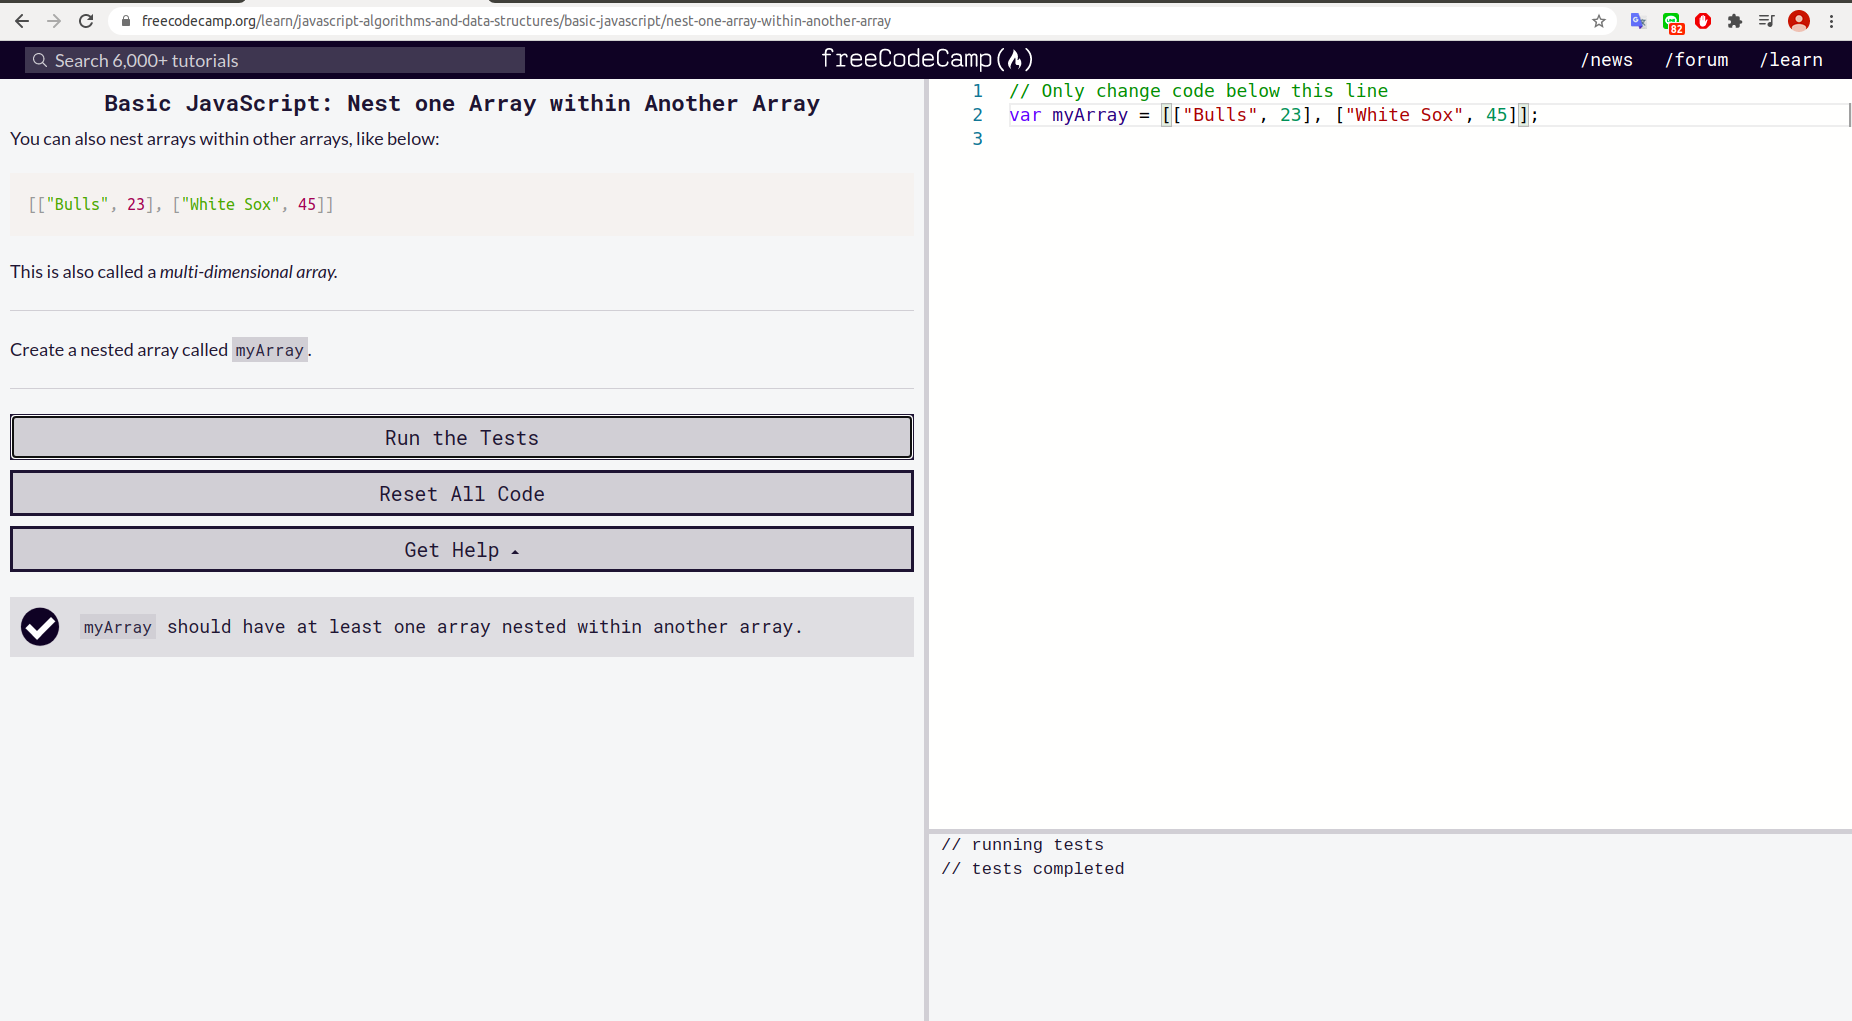 freecodecamp.org/learn/javascript-algorithms-and-data-structures/basic-javascript/nest-one-array-within-another-array
82
Search 6,000+ tutorials
freeCodeCamp(🔥)
/news /forum /learn
Basic JavaScript: Nest one Array within Another Array
You can also nest arrays within other arrays, like below:
[["Bulls", 23], ["White Sox", 45]]
This is also called a multi-dimensional array.
Create a nested array called myArray.
Run the Tests
Reset All Code
Get Help
myArray should have at least one array nested within another array.
1 // Only change code below this line
2 var myArray = [["Bulls", 23], ["White Sox", 45]];
3
// running tests
// tests completed